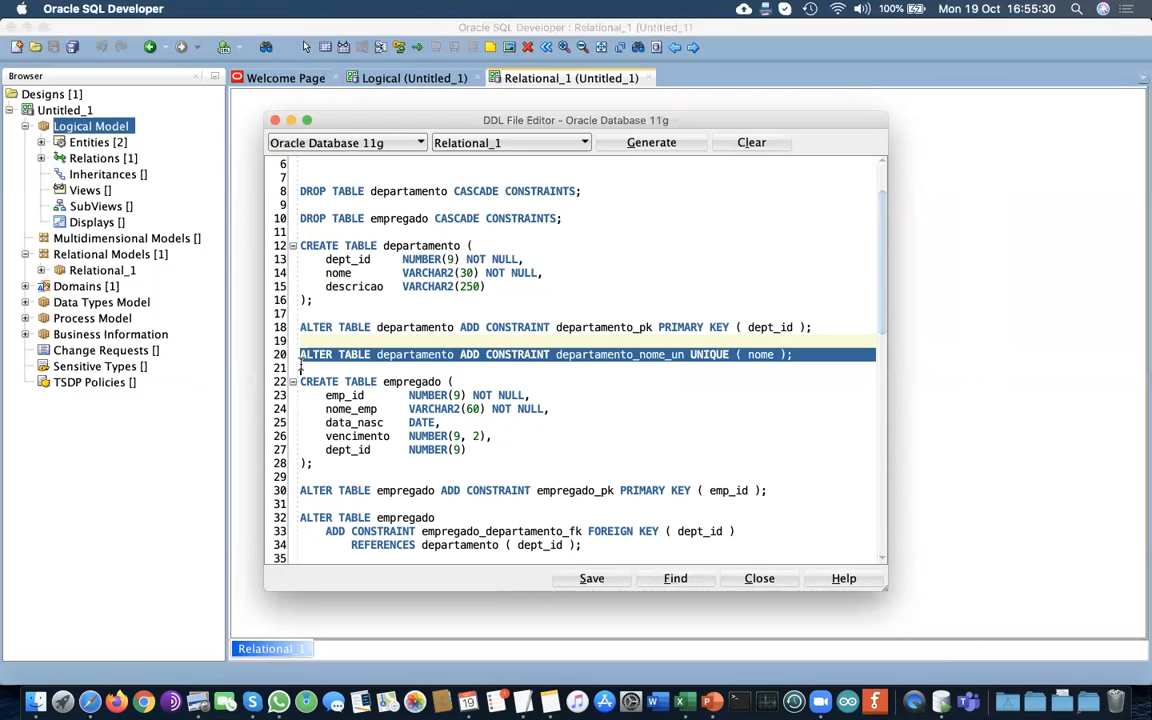 Oracle SQL Developer
100%
Mon 19 Oct 16:55:30
Oracle SQL Developer (Untitled_1)
Browser
Welcome Page
Logical (Untitled_1)
Relational_1 (Untitled_1)
Designs [1]
Untitled_1
Logical Model
Entities [2]
Relations [1]
Inheritances []
Views []
SubViews []
Displays []
Multidimensional Models []
Relational Models [1]
Relational_1
Domains [1]
Data Types Model
Process Model
Business Information
Change Requests []
Sensitive Types []
TSDP Policies []
DDL File Editor - Oracle Database 11g
Oracle Database 11g
Relational_1
Generate
Clear
6
7
8 DROP TABLE departamento CASCADE CONSTRAINTS;
9
10 DROP TABLE empregado CASCADE CONSTRAINTS;
11
12 CREATE TABLE departamento (
13 dept_id NUMBER(9) NOT NULL,
14 nome VARCHAR2(30) NOT NULL,
15 descricao VARCHAR2(250)
16 );
17
18 ALTER TABLE departamento ADD CONSTRAINT departamento_pk PRIMARY KEY ( dept_id );
19
20 ALTER TABLE departamento ADD CONSTRAINT departamento_nome_un UNIQUE ( nome );
21
22 CREATE TABLE empregado (
23 emp_id NUMBER(9) NOT NULL,
24 nome_emp VARCHAR2(60) NOT NULL,
25 data_nasc DATE,
26 vencimento NUMBER(9, 2),
27 dept_id NUMBER(9)
28 );
29
30 ALTER TABLE empregado ADD CONSTRAINT empregado_pk PRIMARY KEY ( emp_id );
31
32 ALTER TABLE empregado
33 ADD CONSTRAINT empregado_departamento_fk FOREIGN KEY ( dept_id )
34 REFERENCES departamento ( dept_id );
35
Save
Find
Close
Help
Relational_1